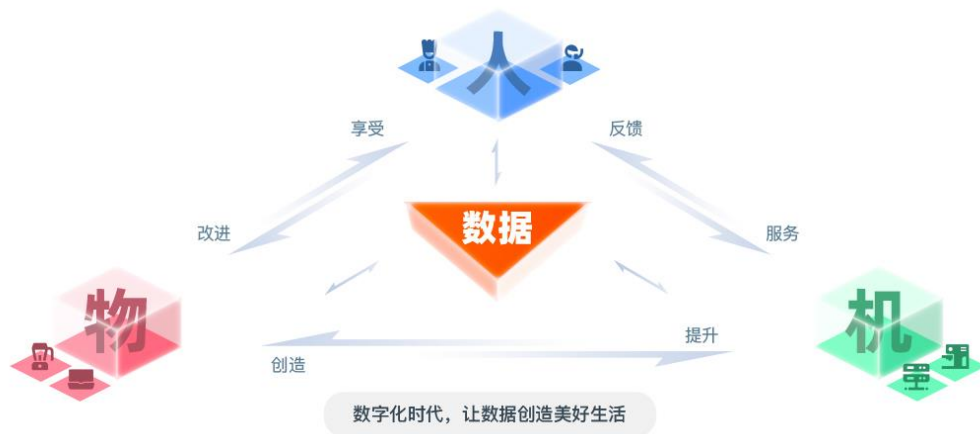 人
享受
反馈
改进
数据
服务
物
机
提升
创造
数字化时代，让数据创造美好生活